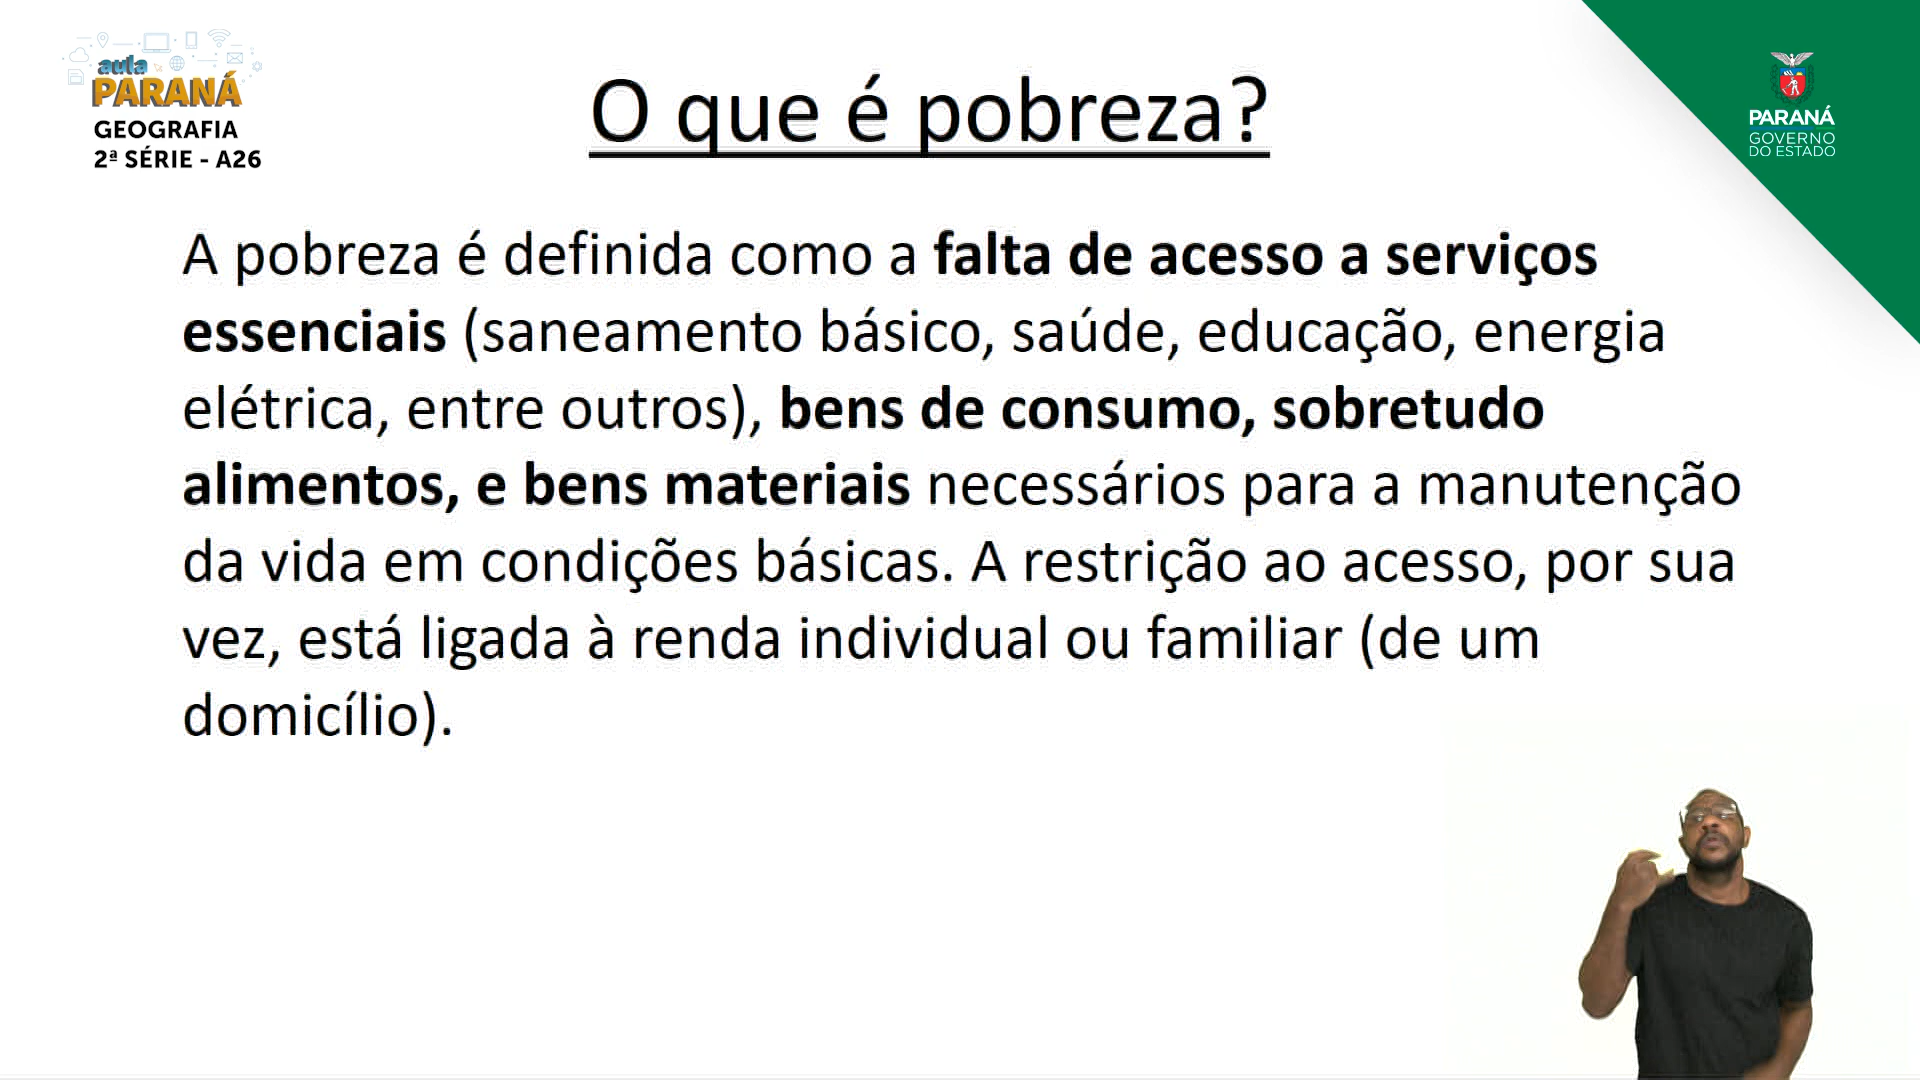 aula
PARANÁ
GEOGRAFIA
2ª SÉRIE - A26
O que é pobreza?
PARANÁ
GOVERNO
DO ESTADO
A pobreza é definida como a falta de acesso a serviços
essenciais (saneamento básico, saúde, educação, energia
elétrica, entre outros), bens de consumo, sobretudo
alimentos, e bens materiais necessários para a manutenção
da vida em condições básicas. A restrição ao acesso, por sua
vez, está ligada à renda individual ou familiar (de um
domicílio).